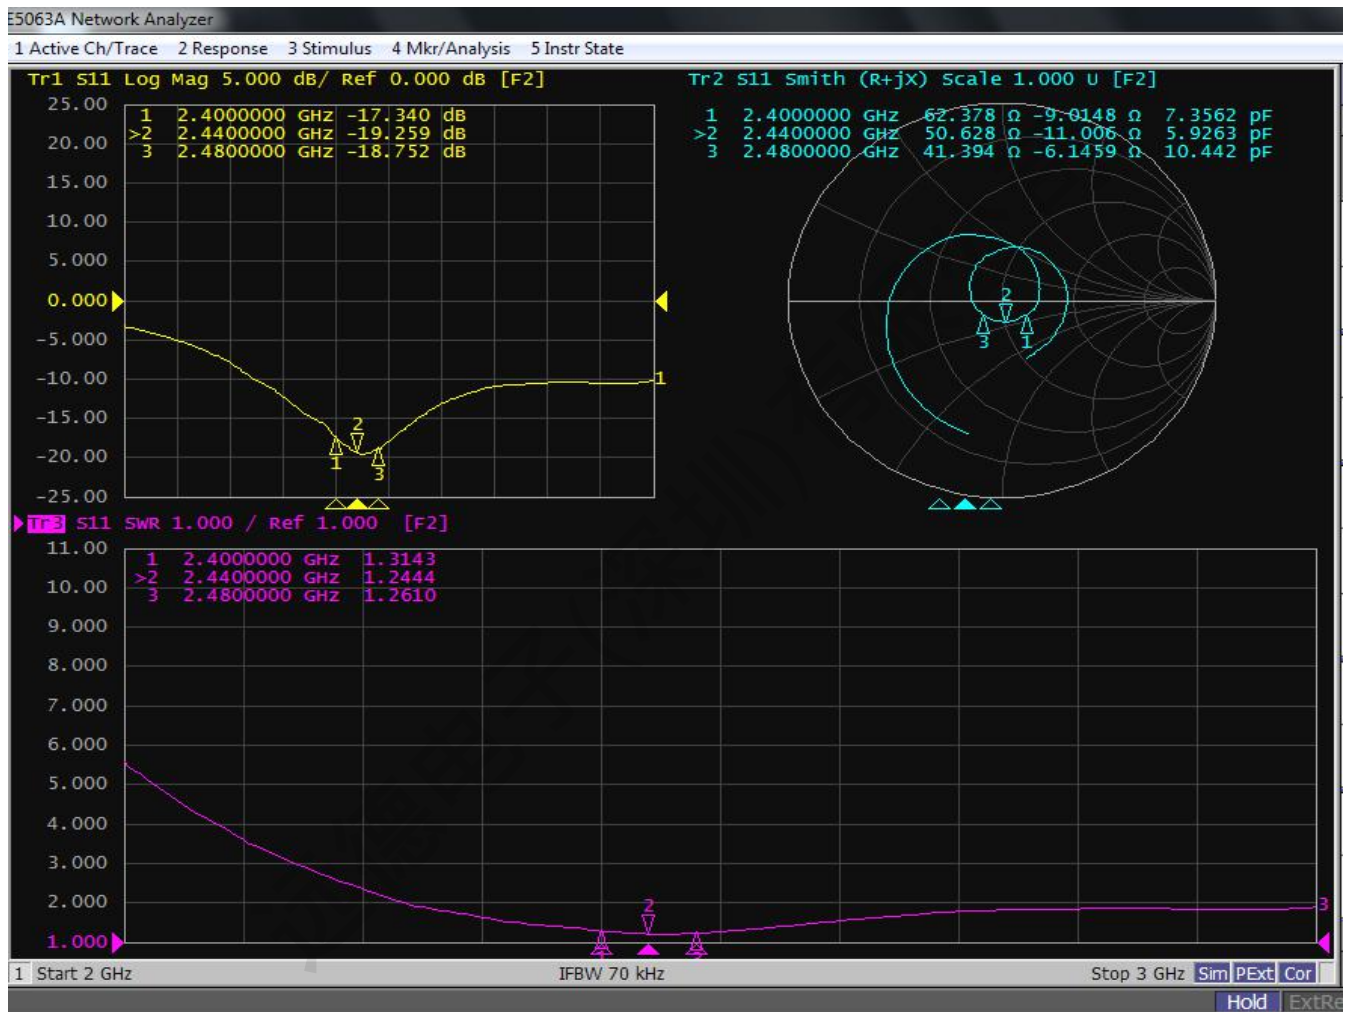 E5063A Network Analyzer
1 Active Ch/Trace 2 Response 3 Stimulus 4 Mkr/Analysis 5 Instr State
Tr1 S11 Log Mag 5.000 dB/ Ref 0.000 dB [F2]
25.00
20.00
15.00
10.00
5.000
0.000
-5.000
-10.00
-15.00
-20.00
-25.00
1 2.4000000 GHz -17.340 dB
>2 2.4400000 GHz -19.259 dB
3 2.4800000 GHz -18.752 dB
1
2
3
1
Tr2 S11 Smith (R+jX) Scale 1.000 U [F2]
1 2.4000000 GHz 62.378 Ω -9.0148 Ω 7.3562 pF
>2 2.4400000 GHz 50.628 Ω -11.006 Ω 5.9263 pF
3 2.4800000 GHz 41.394 Ω -6.1459 Ω 10.442 pF
2
3
1
Tr3 S11 SWR 1.000 / Ref 1.000 [F2]
11.00
10.00
9.000
8.000
7.000
6.000
5.000
4.000
3.000
2.000
1.000
1 2.4000000 GHz 1.3143
>2 2.4400000 GHz 1.2444
3 2.4800000 GHz 1.2610
2
3
1 Start 2 GHz IFBW 70 kHz Stop 3 GHz Sim PExt Cor
Hold